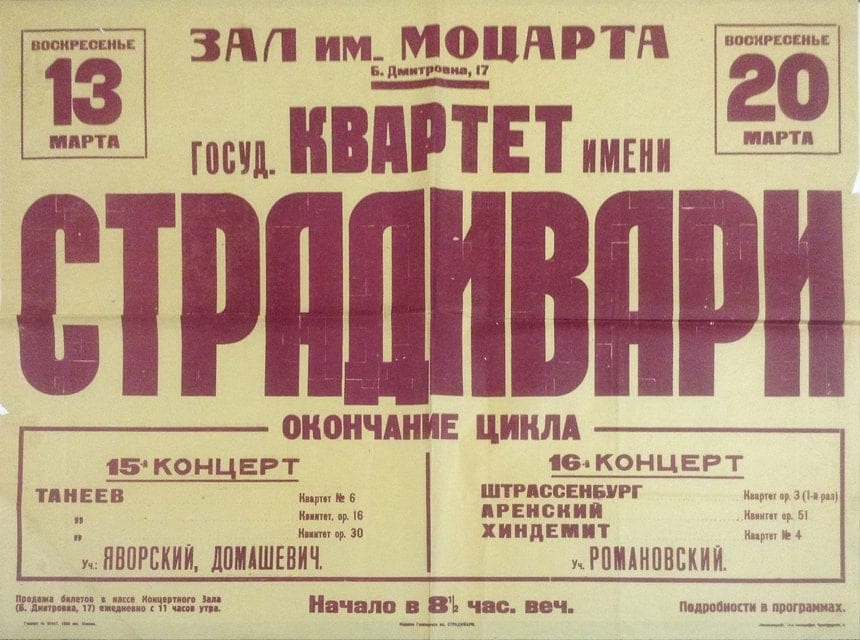 ВОСКРЕСЕНЬЕ
13
МАРТА
ЗАЛ им. МОЦАРТА
Б. Дмитровка, 17
ВОСКРЕСЕНЬЕ
20
МАРТА
ГОСУД. КВАРТЕТ ИМЕНИ
СТРАДИВАРИ
ОКОНЧАНИЕ ЦИКЛА
15-й КОНЦЕРТ
ТАНЕЕВ Квартет № 6
„ Квинтет, ор. 16
„ Квинтет ор. 30
Уч.: ЯВОРСКИЙ, ДОМАШЕВИЧ.
16-й КОНЦЕРТ
ШТРАССЕНБУРГ Квартет ор. 3 (1-й раз)
АРЕНСКИЙ Квинтет ор. 51
ХИНДЕМИТ Квартет № 4
Уч. РОМАНОВСКИЙ.
Продажа билетов в кассе Концертного Зала
(Б. Дмитровка, 17) ежедневно с 11 часов утра.
Начало в 8 1/2 час. веч.
Подробности в программах.